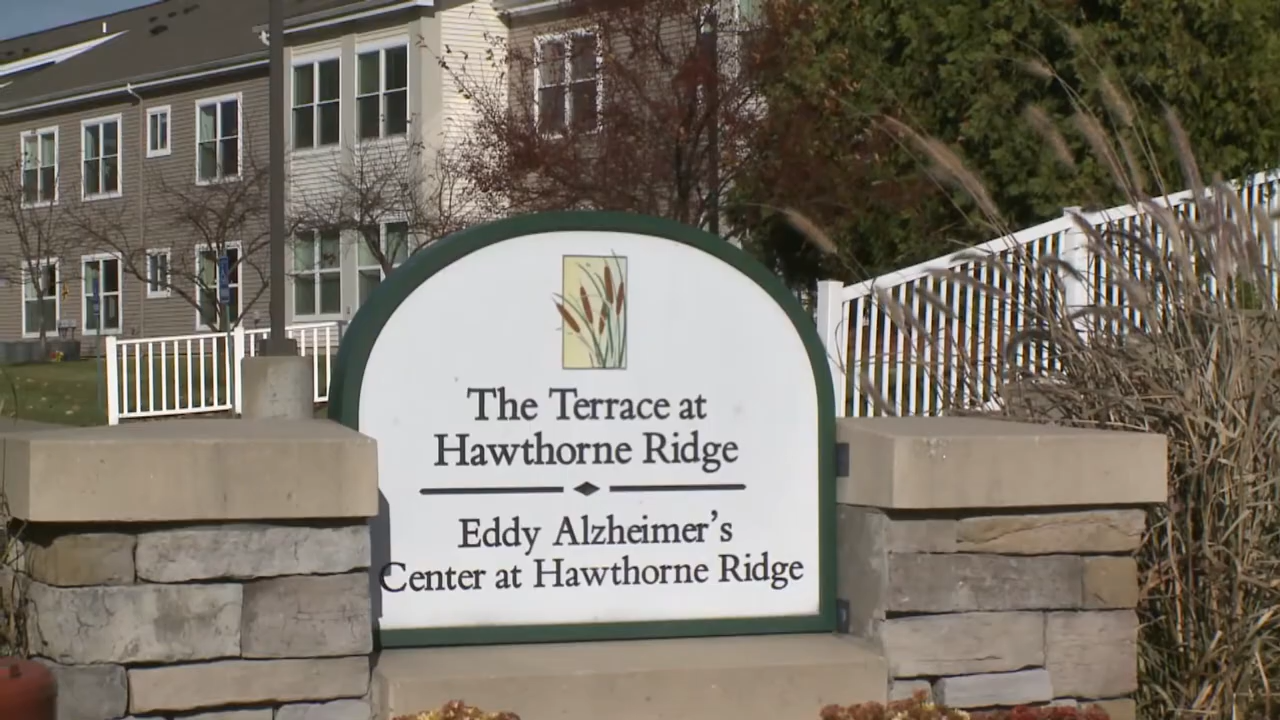 The Terrace at
Hawthorne Ridge
Eddy Alzheimer's
Center at Hawthorne Ridge